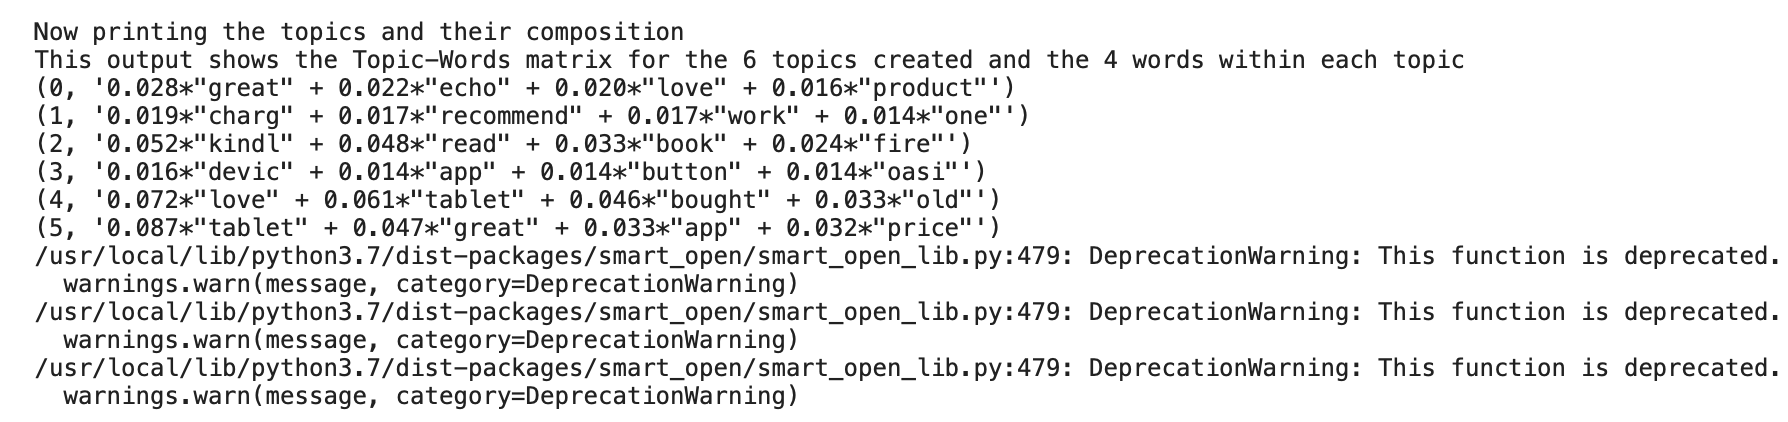 Now printing the topics and their composition
This output shows the Topic-Words matrix for the 6 topics created and the 4 words within each topic
(0, '0.028*"great" + 0.022*"echo" + 0.020*"love" + 0.016*"product"')
(1, '0.019*"charg" + 0.017*"recommend" + 0.017*"work" + 0.014*"one"')
(2, '0.052*"kindl" + 0.048*"read" + 0.033*"book" + 0.024*"fire"')
(3, '0.016*"devic" + 0.014*"app" + 0.014*"button" + 0.014*"oasi"')
(4, '0.072*"love" + 0.061*"tablet" + 0.046*"bought" + 0.033*"old"')
(5, '0.087*"tablet" + 0.047*"great" + 0.033*"app" + 0.032*"price"')
/usr/local/lib/python3.7/dist-packages/smart_open/smart_open_lib.py:479: DeprecationWarning: This function is deprecated.
  warnings.warn(message, category=DeprecationWarning)
/usr/local/lib/python3.7/dist-packages/smart_open/smart_open_lib.py:479: DeprecationWarning: This function is deprecated.
  warnings.warn(message, category=DeprecationWarning)
/usr/local/lib/python3.7/dist-packages/smart_open/smart_open_lib.py:479: DeprecationWarning: This function is deprecated.
  warnings.warn(message, category=DeprecationWarning)